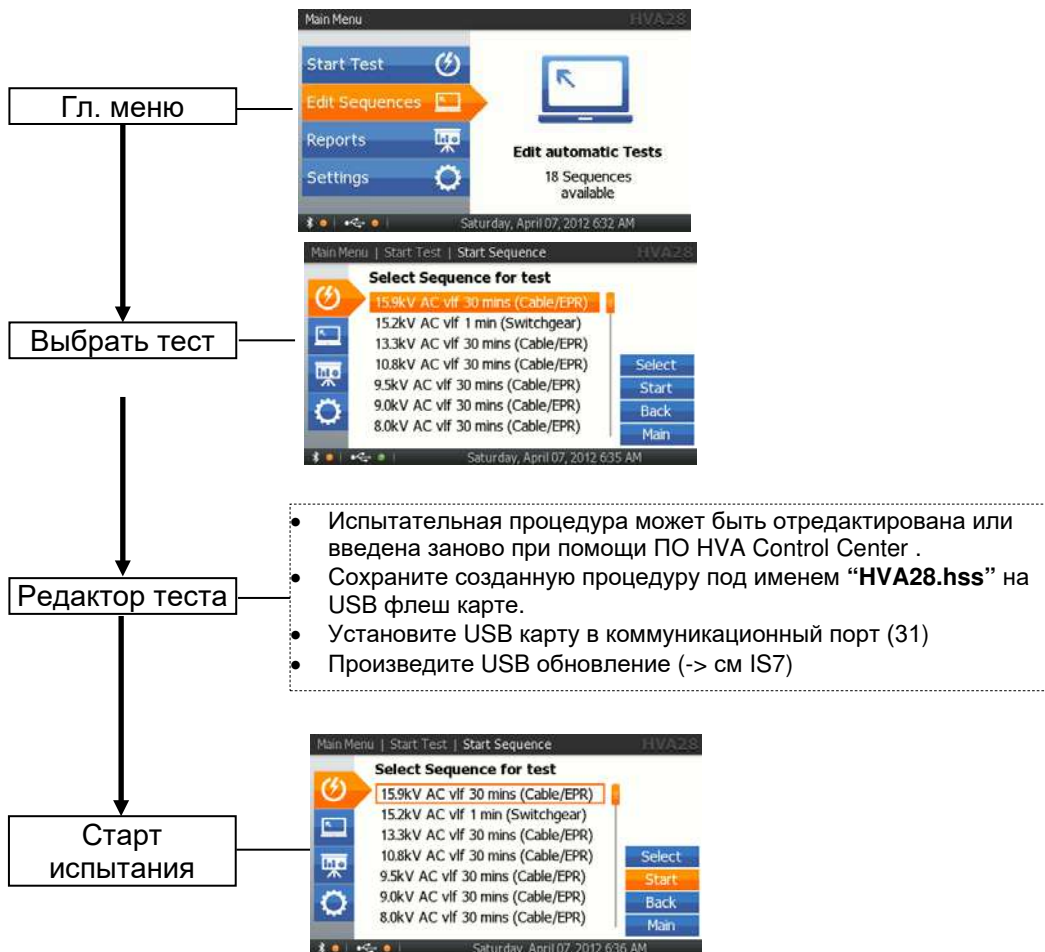 Main Menu HVA28
Start Test
Edit Sequences
Reports
Settings
Edit automatic Tests
18 Sequences
available
Saturday, April 07, 2012 6:32 AM
Гл. меню
Main Menu | Start Test | Start Sequence HVA28
Select Sequence for test
15.9kV AC vlf 30 mins (Cable/EPR)
15.2kV AC vlf 1 min (Switchgear)
13.3kV AC vlf 30 mins (Cable/EPR)
10.8kV AC vlf 30 mins (Cable/EPR)
9.5kV AC vlf 30 mins (Cable/EPR)
9.0kV AC vlf 30 mins (Cable/EPR)
8.0kV AC vlf 30 mins (Cable/EPR)
Select
Start
Back
Main
Saturday, April 07, 2012 6:35 AM
Выбрать тест
• Испытательная процедура может быть отредактирована или
введена заново при помощи ПО HVA Control Center .
• Сохраните созданную процедуру под именем “HVA28.hss” на
USB флеш карте.
• Установите USB карту в коммуникационный порт (31)
• Произведите USB обновление (-> см IS7)
Редактор теста
Main Menu | Start Test | Start Sequence HVA28
Select Sequence for test
15.9kV AC vlf 30 mins (Cable/EPR)
15.2kV AC vlf 1 min (Switchgear)
13.3kV AC vlf 30 mins (Cable/EPR)
10.8kV AC vlf 30 mins (Cable/EPR)
9.5kV AC vlf 30 mins (Cable/EPR)
9.0kV AC vlf 30 mins (Cable/EPR)
8.0kV AC vlf 30 mins (Cable/EPR)
Select
Start
Back
Main
Saturday, April 07, 2012 6:36 AM
Старт
испытания